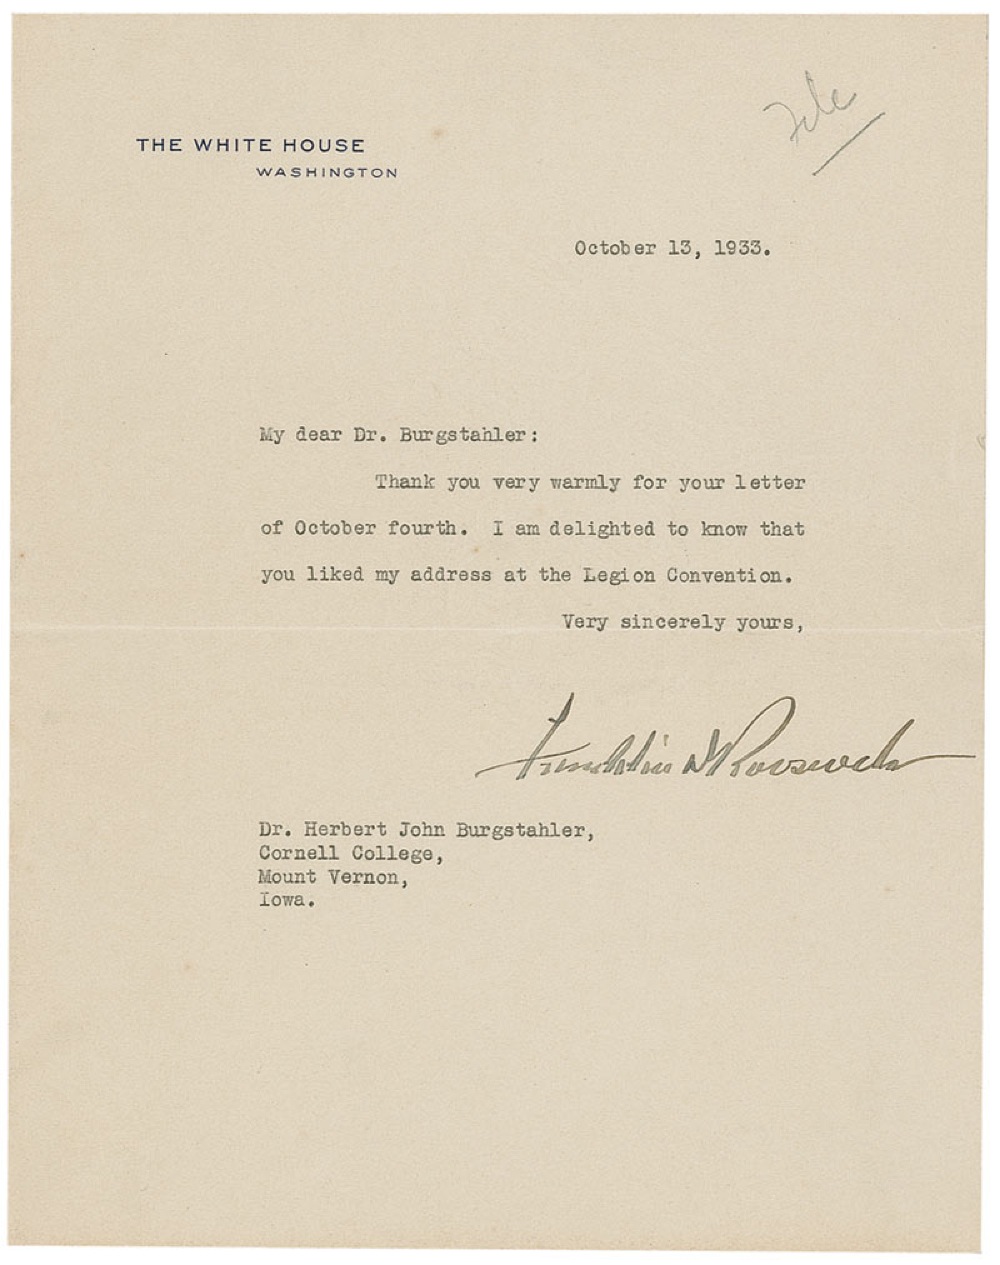 File
THE WHITE HOUSE
WASHINGTON
October 13, 1933.
My dear Dr. Burgstahler:
Thank you very warmly for your letter
of October fourth. I am delighted to know that
you liked my address at the Legion Convention.
Very sincerely yours,
Franklin D Roosevelt
Dr. Herbert John Burgstahler,
Cornell College,
Mount Vernon,
Iowa.